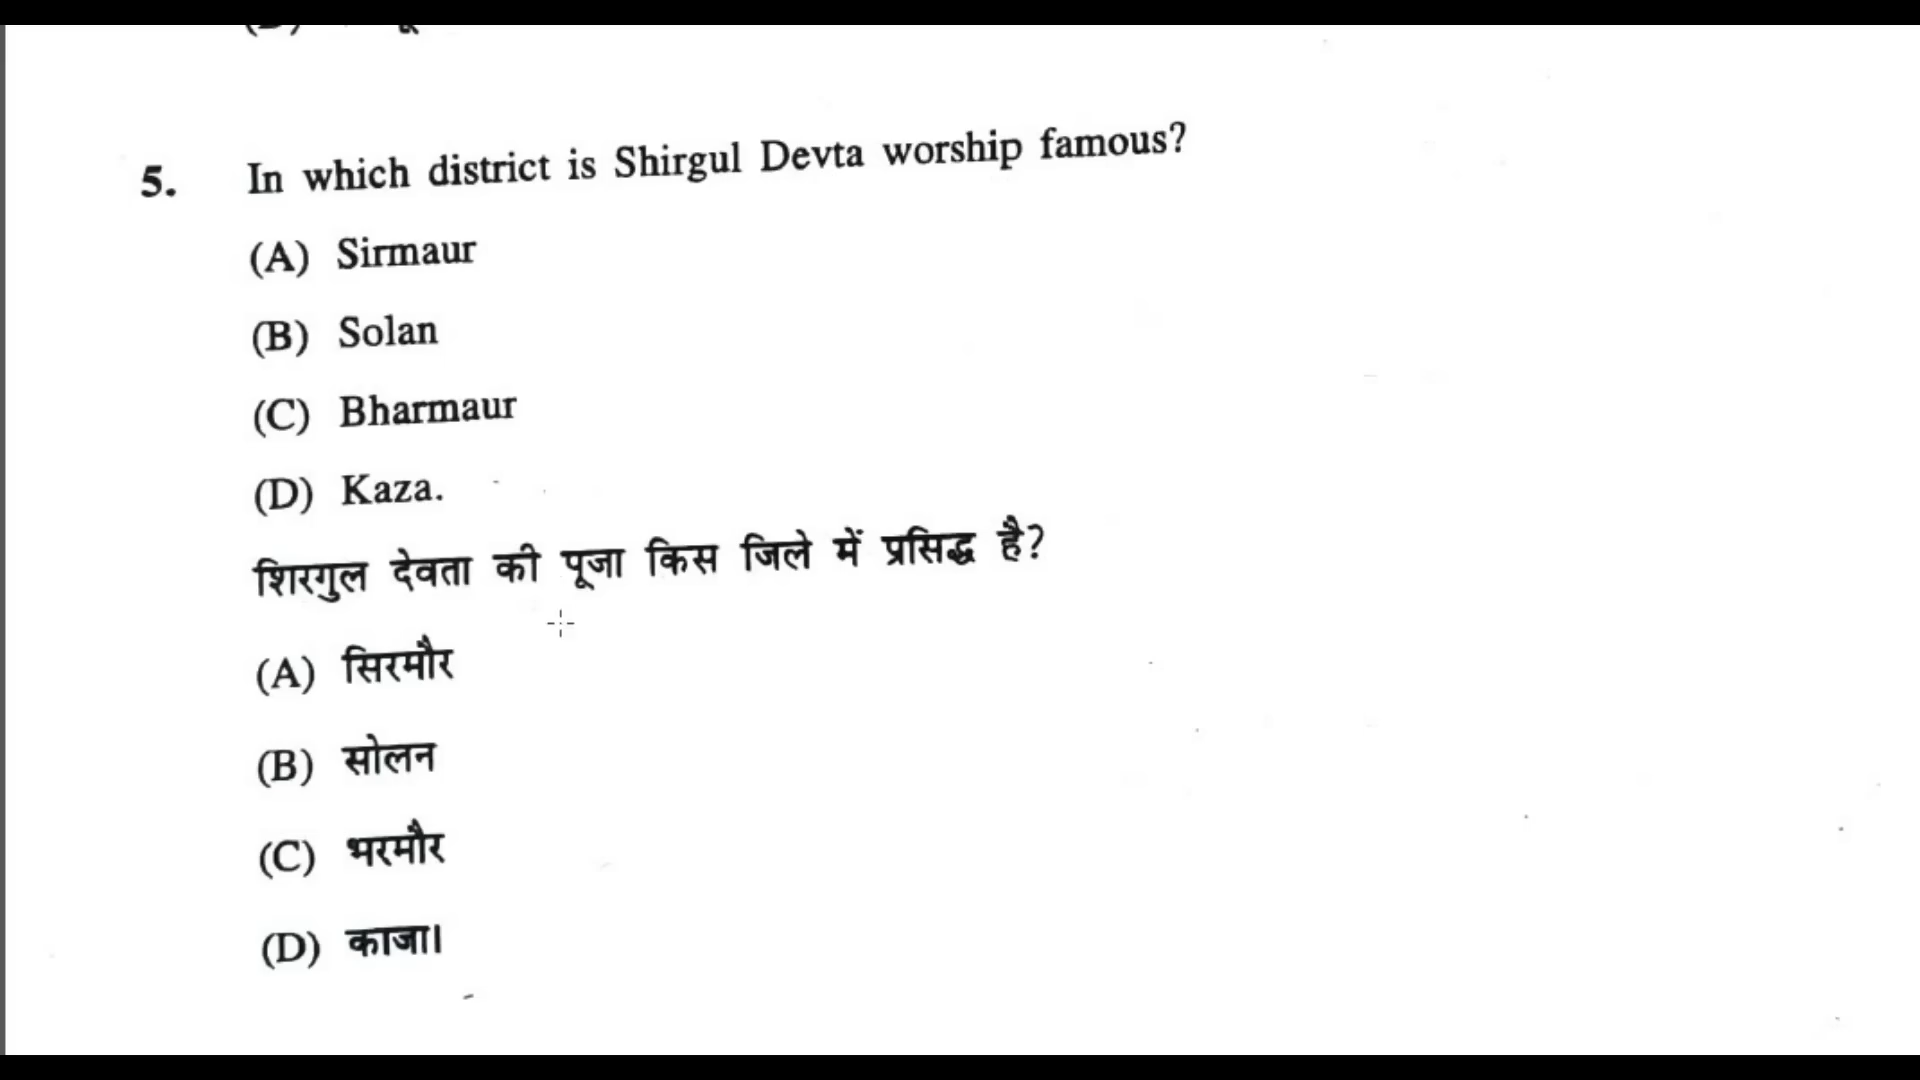 5. In which district is Shirgul Devta worship famous?
(A) Sirmaur
(B) Solan
(C) Bharmaur
(D) Kaza.
शिरगुल देवता की पूजा किस जिले में प्रसिद्ध है?
(A) सिरमौर
(B) सोलन
(C) भरमौर
(D) काजा।